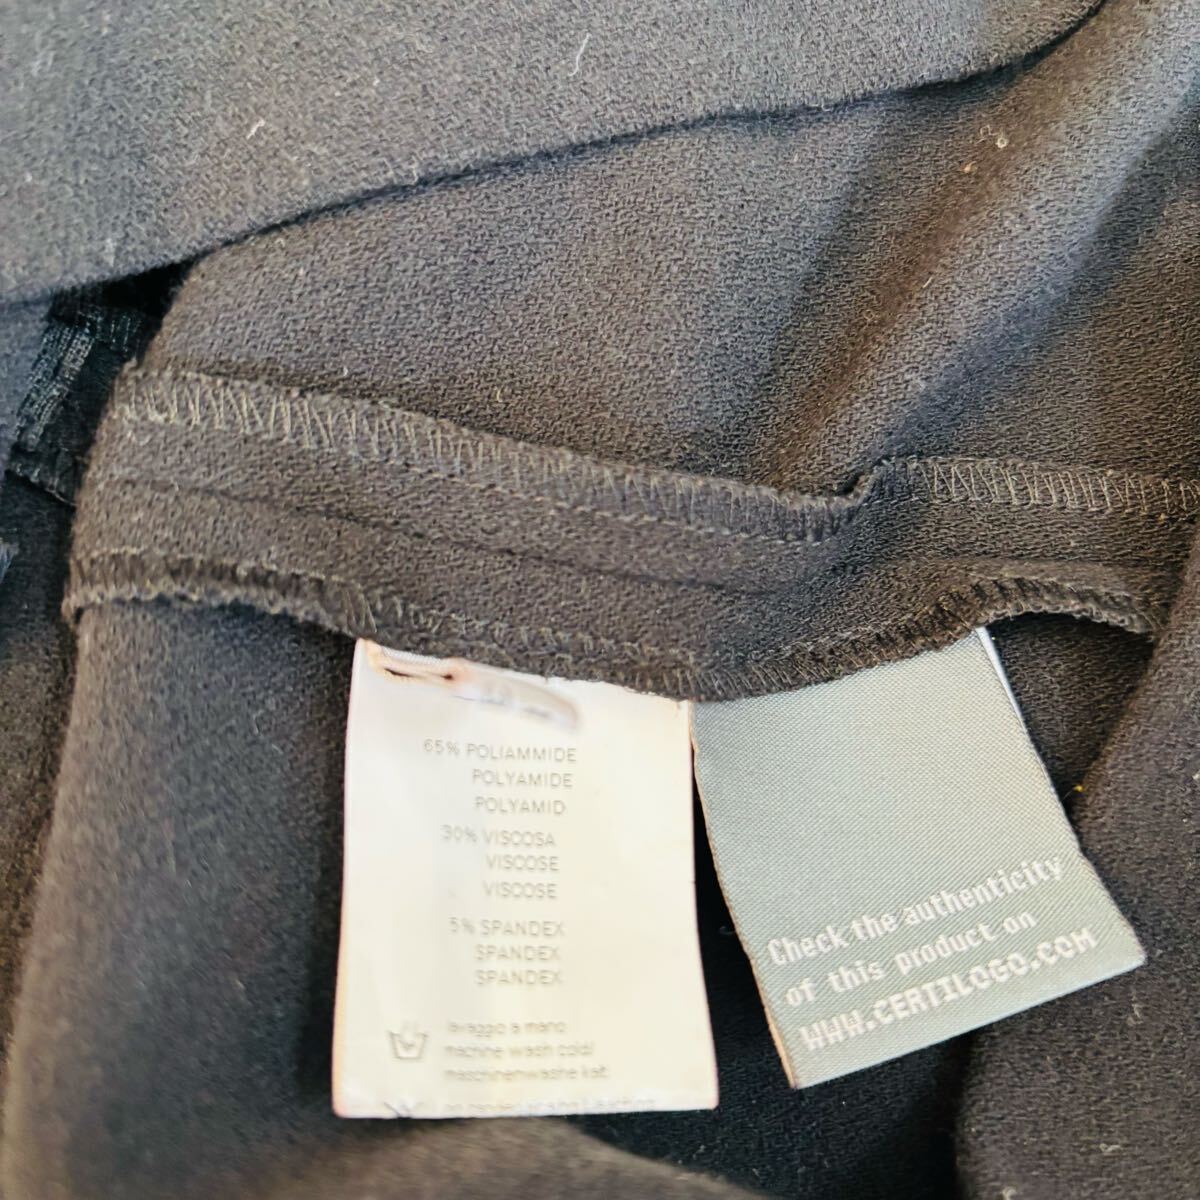 65% POLIAMMIDE
POLYAMIDE
POLYAMID
30% VISCOSA
VISCOSE
VISCOSE
5% SPANDEX
SPANDEX
SPANDEX
lavaggio a mano
machine wash cold
maschinenwashe kalt
Check the authenticity
of this product on
WWW.CERTILOGO.COM